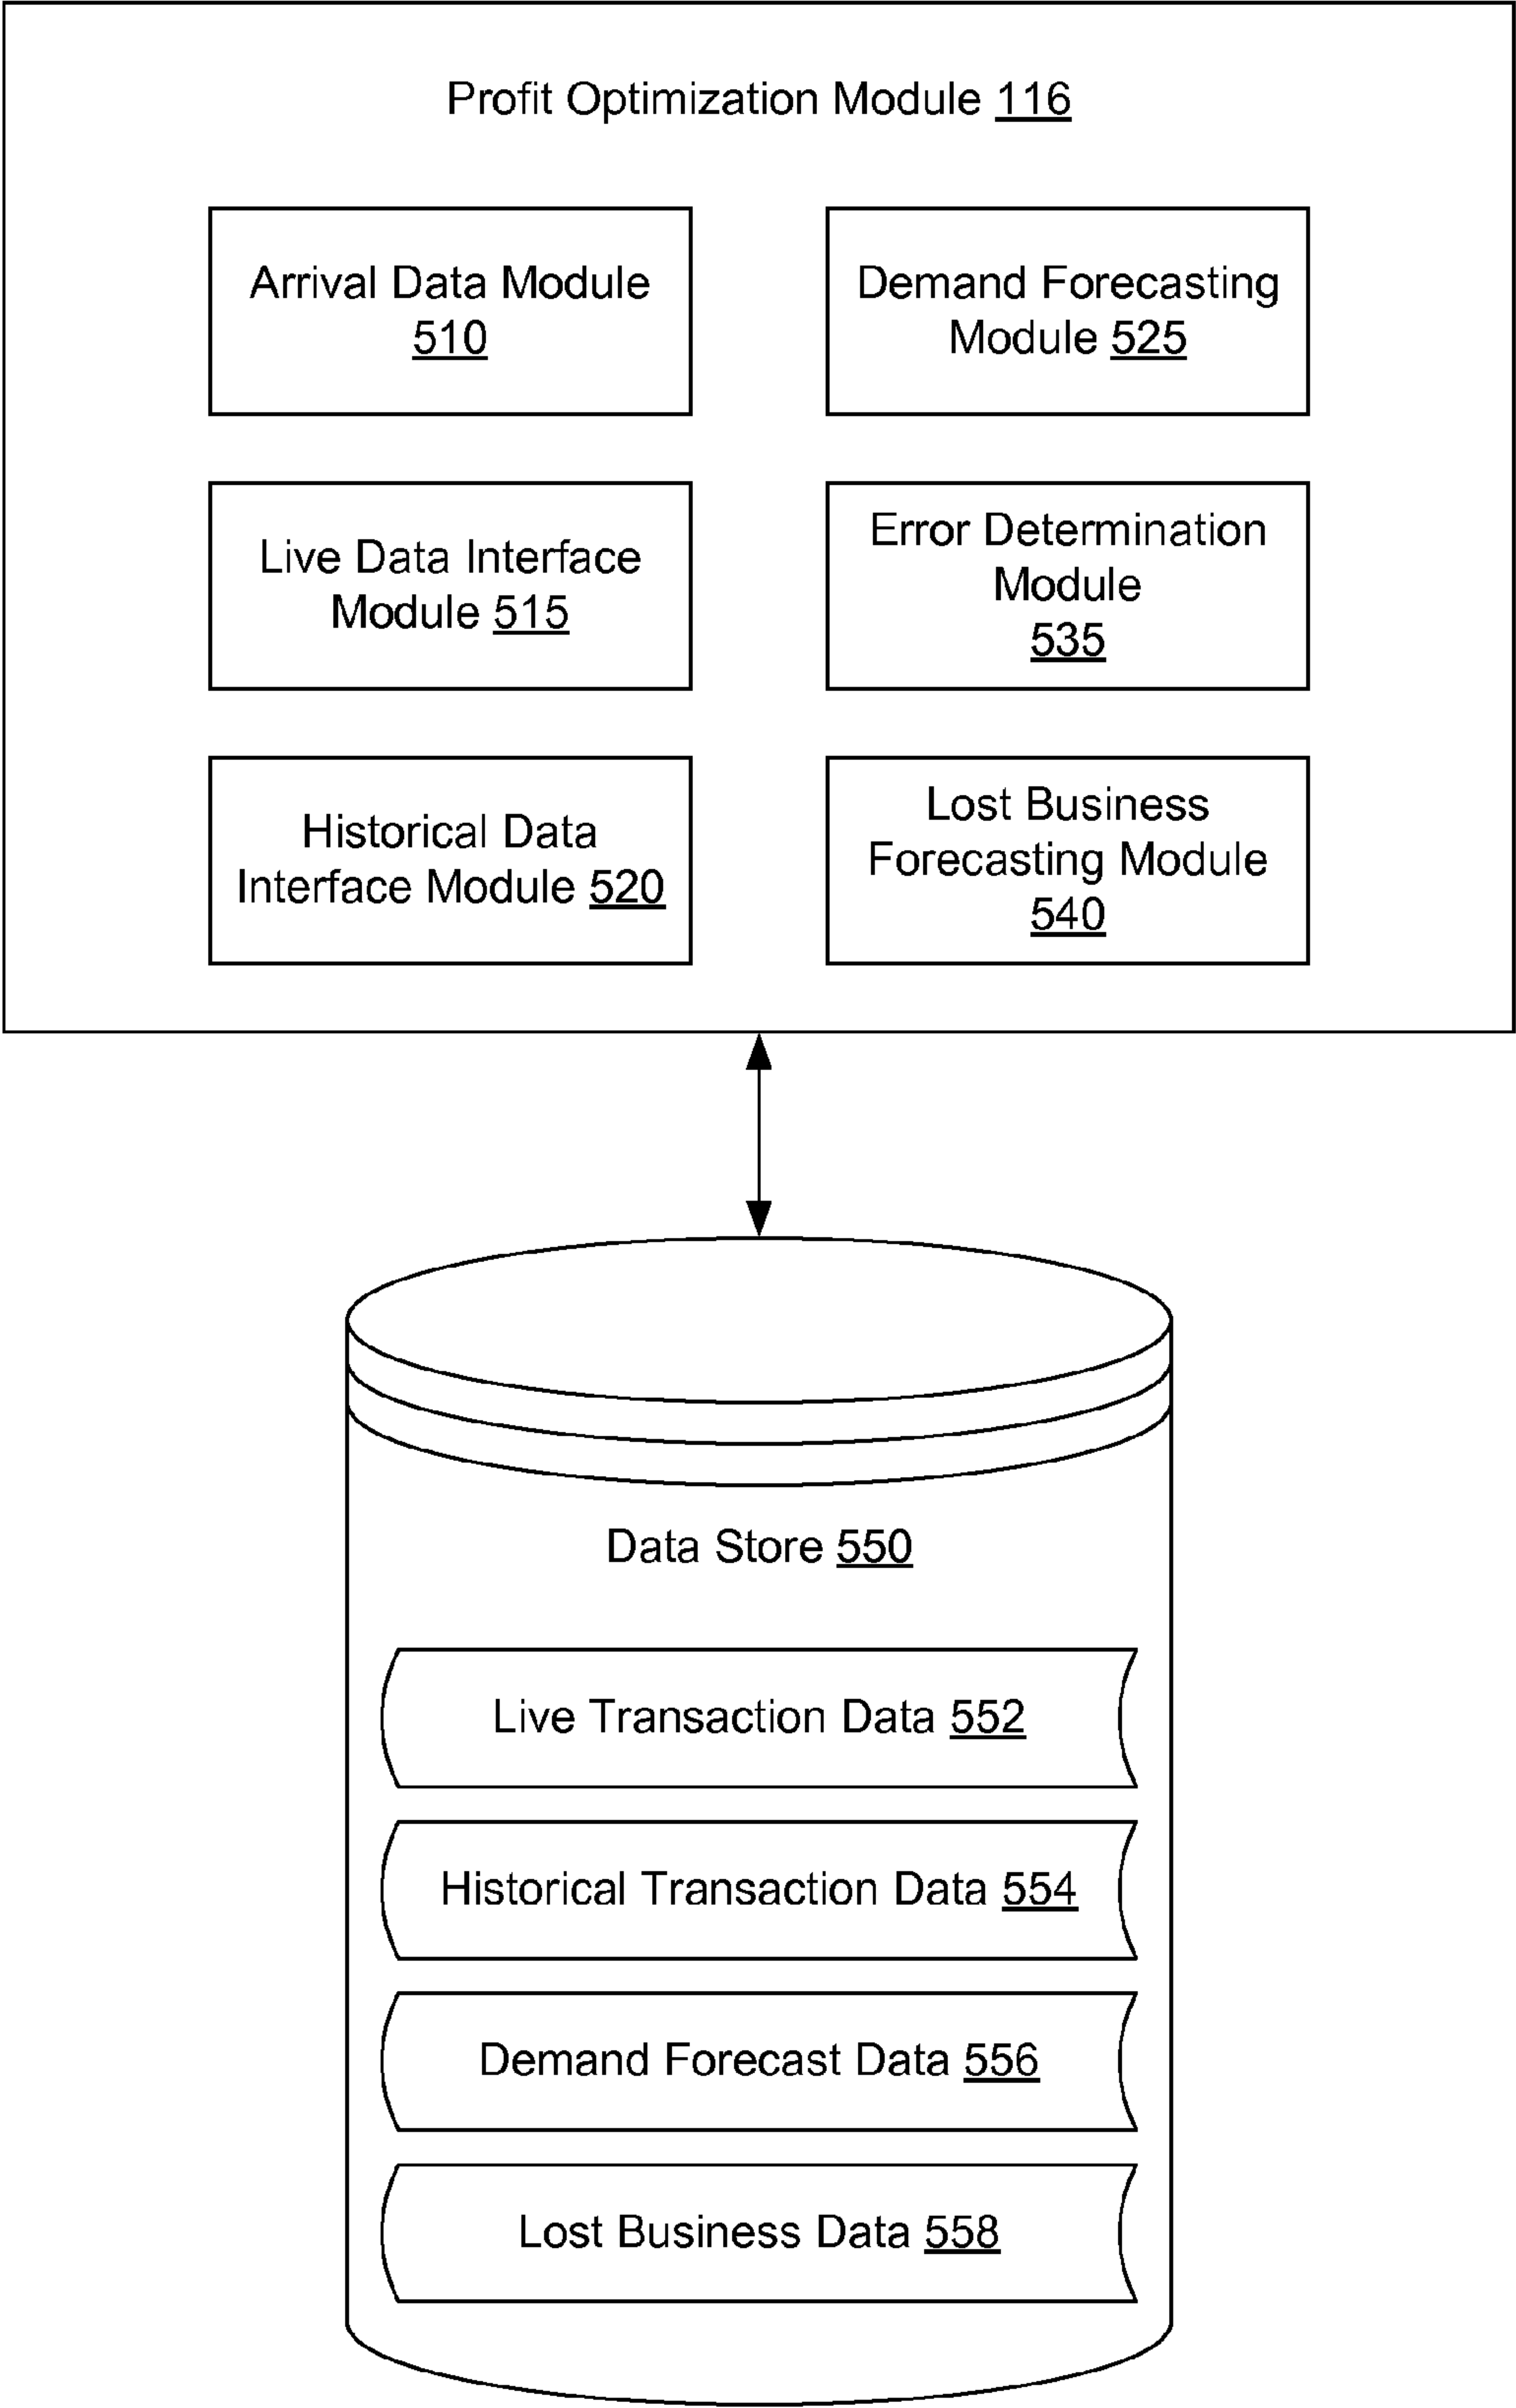 Profit Optimization Module 116
Arrival Data Module
510
Demand Forecasting
Module 525
Live Data Interface
Module 515
Error Determination
Module
535
Historical Data
Interface Module 520
Lost Business
Forecasting Module
540
Data Store 550
Live Transaction Data 552
Historical Transaction Data 554
Demand Forecast Data 556
Lost Business Data 558